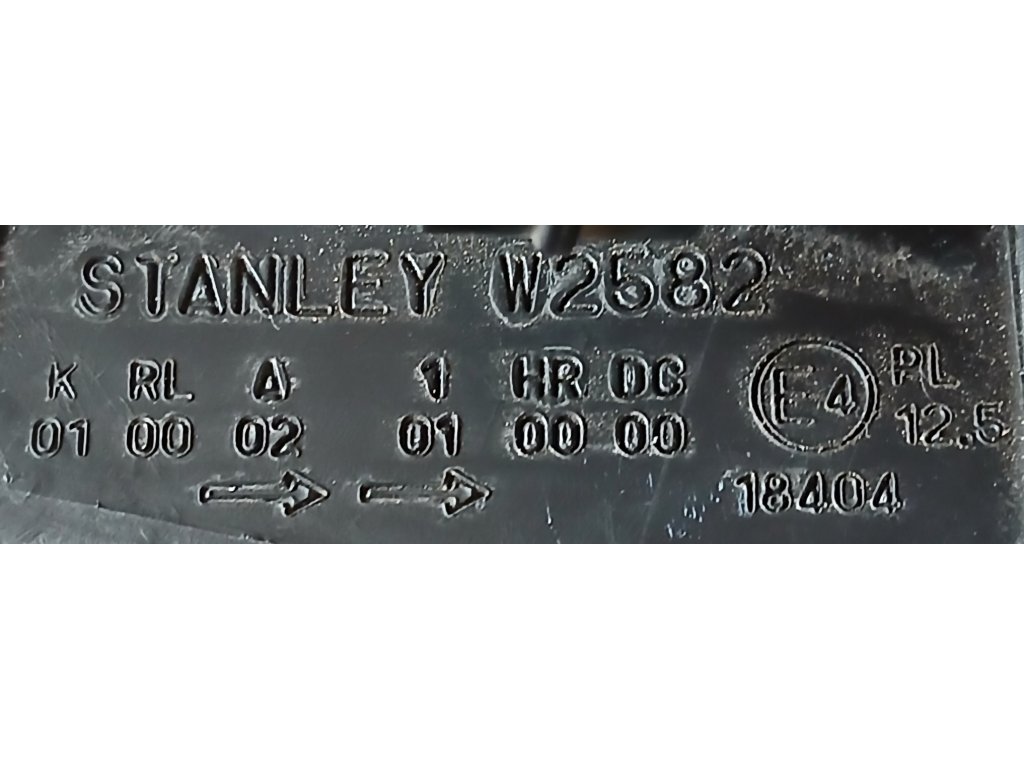 STANLEY W2582
K RL A 1 HR DC E4 PL
01 00 02 01 00 00 12.5
→ → 18404